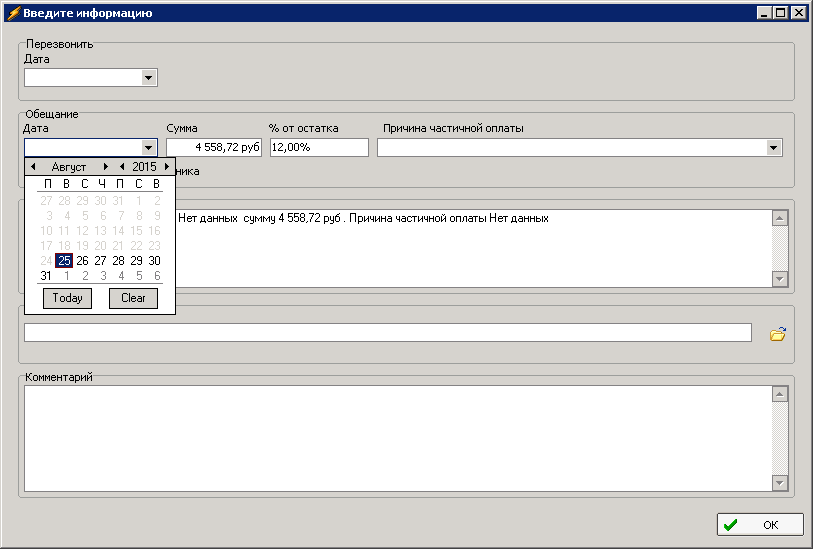 Введите информацию
Перезвонить
Дата
Обещание
Дата Сумма % от остатка Причина частичной оплаты
4 558,72 руб 12,00%
Август 2015
П В С Ч П С В
27 28 29 30 31 1 2
3 4 5 6 7 8 9
10 11 12 13 14 15 16
17 18 19 20 21 22 23
24 25 26 27 28 29 30
31 1 2 3 4 5 6
Today Clear
Нет данных сумму 4 558,72 руб . Причина частичной оплаты Нет данных
Комментарий
OK